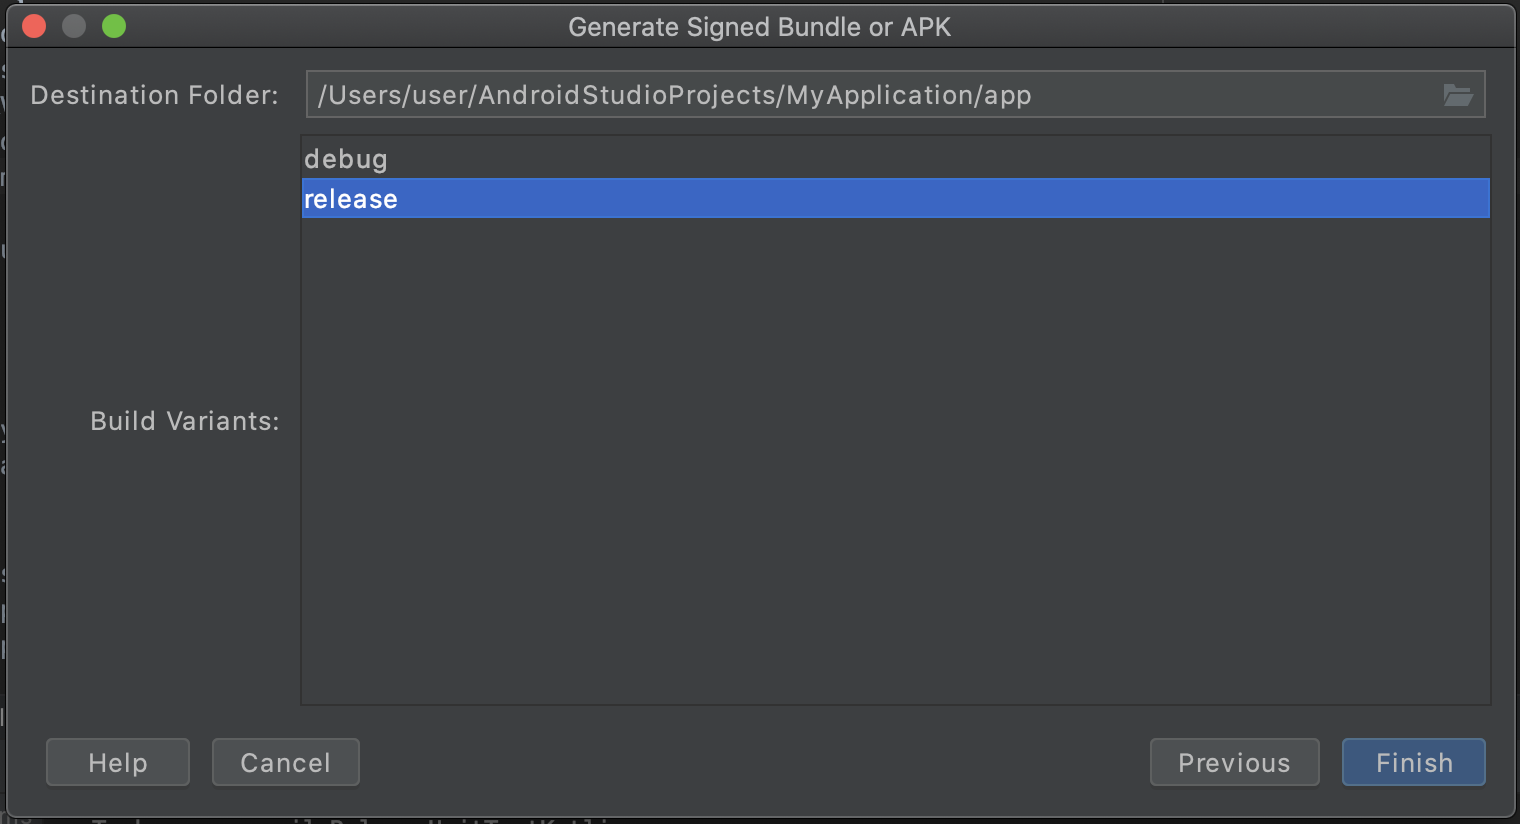 Generate Signed Bundle or APK
Destination Folder: /Users/user/AndroidStudioProjects/MyApplication/app
debug
release
Build Variants:
Help Cancel Previous Finish